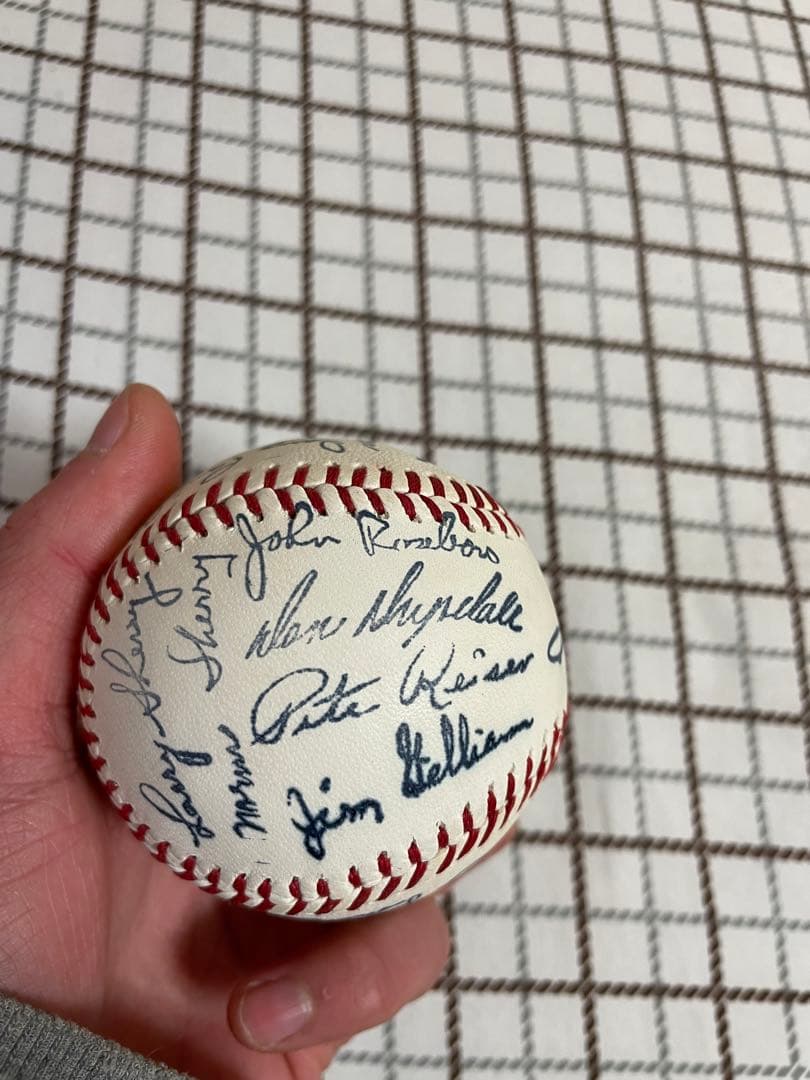 John Roseboro
Don Drysdale
Pete Reiser
Jim Gilliam
Larry Sherry
Norm Sherry